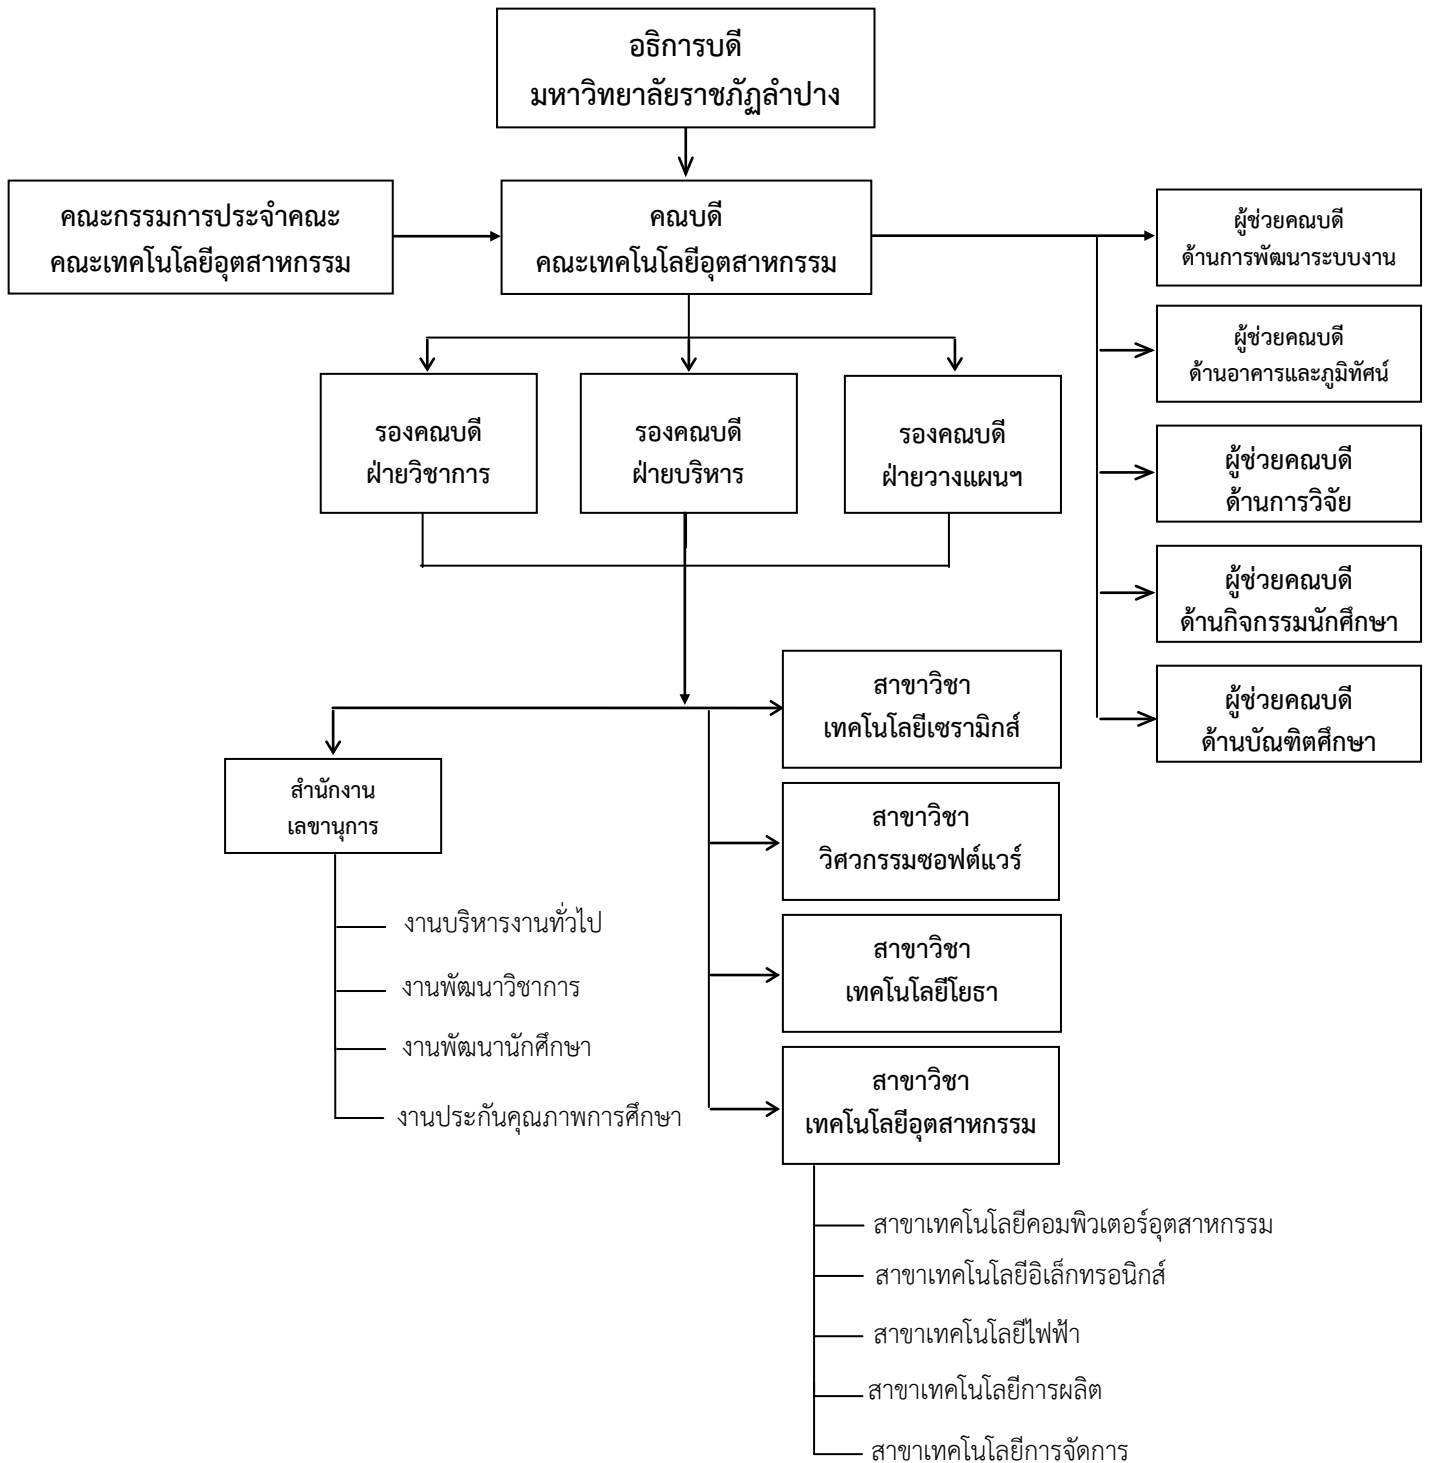 อธิการบดี
มหาวิทยาลัยราชภัฏลำปาง
คณะกรรมการประจำคณะ
คณะเทคโนโลยีอุตสาหกรรม
คณบดี
คณะเทคโนโลยีอุตสาหกรรม
ผู้ช่วยคณบดี
ด้านการพัฒนาระบบงาน
ผู้ช่วยคณบดี
ด้านอาคารและภูมิทัศน์
ผู้ช่วยคณบดี
ด้านการวิจัย
ผู้ช่วยคณบดี
ด้านกิจกรรมนักศึกษา
ผู้ช่วยคณบดี
ด้านบัณฑิตศึกษา
รองคณบดี
ฝ่ายวิชาการ
รองคณบดี
ฝ่ายบริหาร
รองคณบดี
ฝ่ายวางแผนฯ
สำนักงาน
เลขานุการ
งานบริหารงานทั่วไป
งานพัฒนาวิชาการ
งานพัฒนานักศึกษา
งานประกันคุณภาพการศึกษา
สาขาวิชา
เทคโนโลยีเซรามิกส์
สาขาวิชา
วิศวกรรมซอฟต์แวร์
สาขาวิชา
เทคโนโลยีโยธา
สาขาวิชา
เทคโนโลยีอุตสาหกรรม
สาขาเทคโนโลยีคอมพิวเตอร์อุตสาหกรรม
สาขาเทคโนโลยีอิเล็กทรอนิกส์
สาขาเทคโนโลยีไฟฟ้า
สาขาเทคโนโลยีการผลิต
สาขาเทคโนโลยีการจัดการ